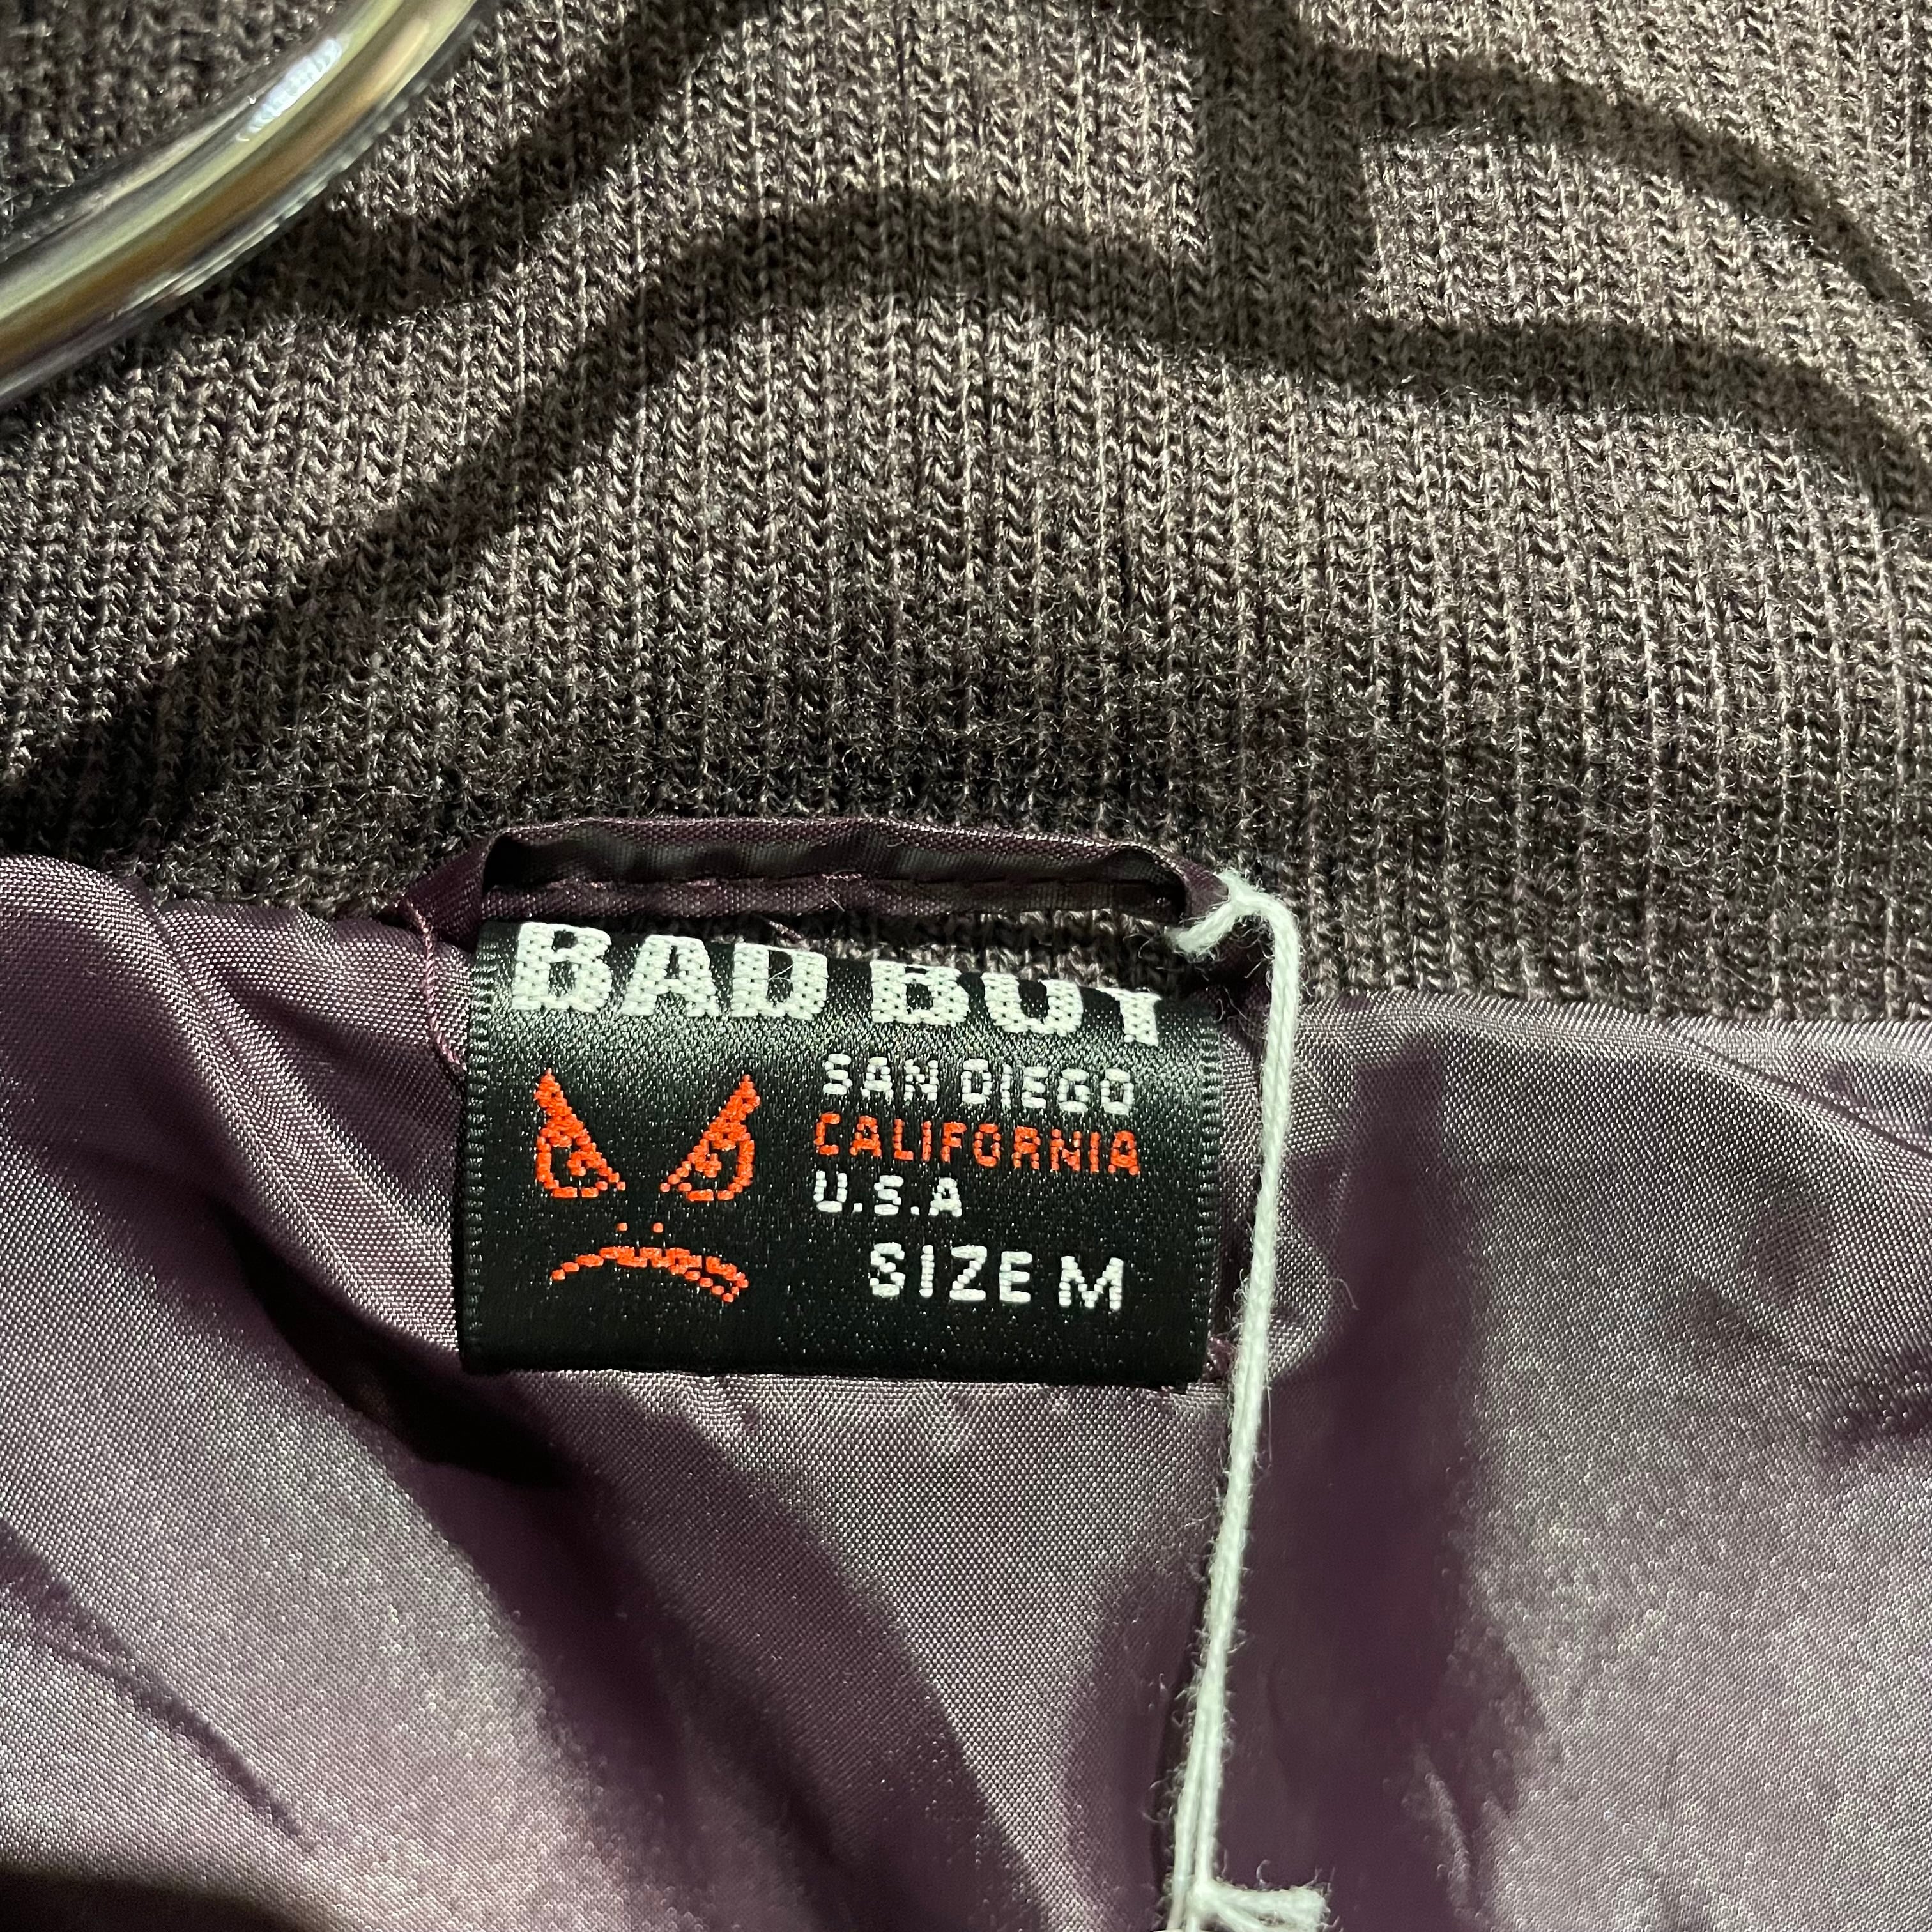 BAD BOY
SAN DIEGO
CALIFORNIA
U.S.A
SIZE M